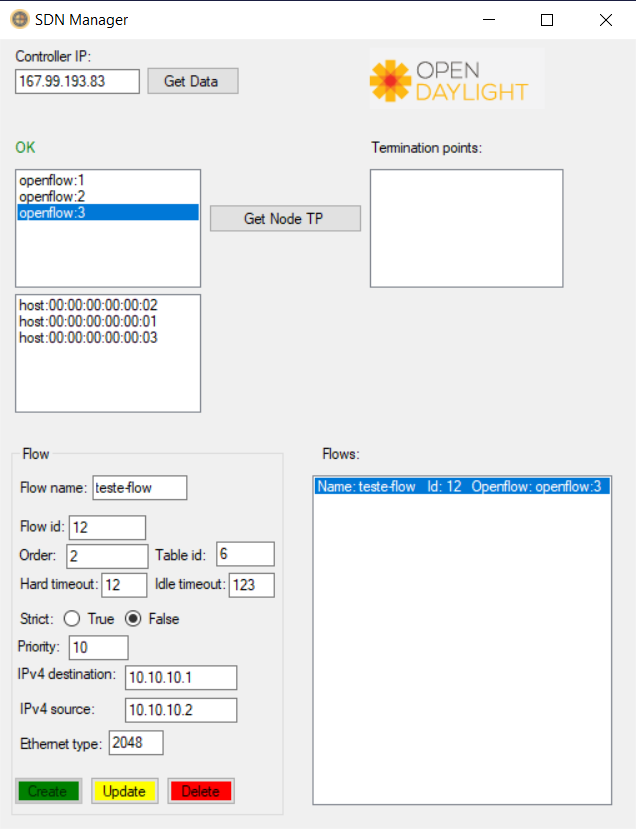 SDN Manager
Controller IP:
167.99.193.83 Get Data
OPEN
DAYLIGHT
OK
Termination points:
openflow:1
openflow:2
openflow:3
Get Node TP
host:00:00:00:00:00:02
host:00:00:00:00:00:01
host:00:00:00:00:00:03
Flow
Flow name: teste-flow
Flow id: 12
Order: 2 Table id: 6
Hard timeout: 12 Idle timeout: 123
Strict: True False
Priority: 10
IPv4 destination: 10.10.10.1
IPv4 source: 10.10.10.2
Ethernet type: 2048
Create Update Delete
Flows:
Name: teste-flow Id: 12 Openflow: openflow:3